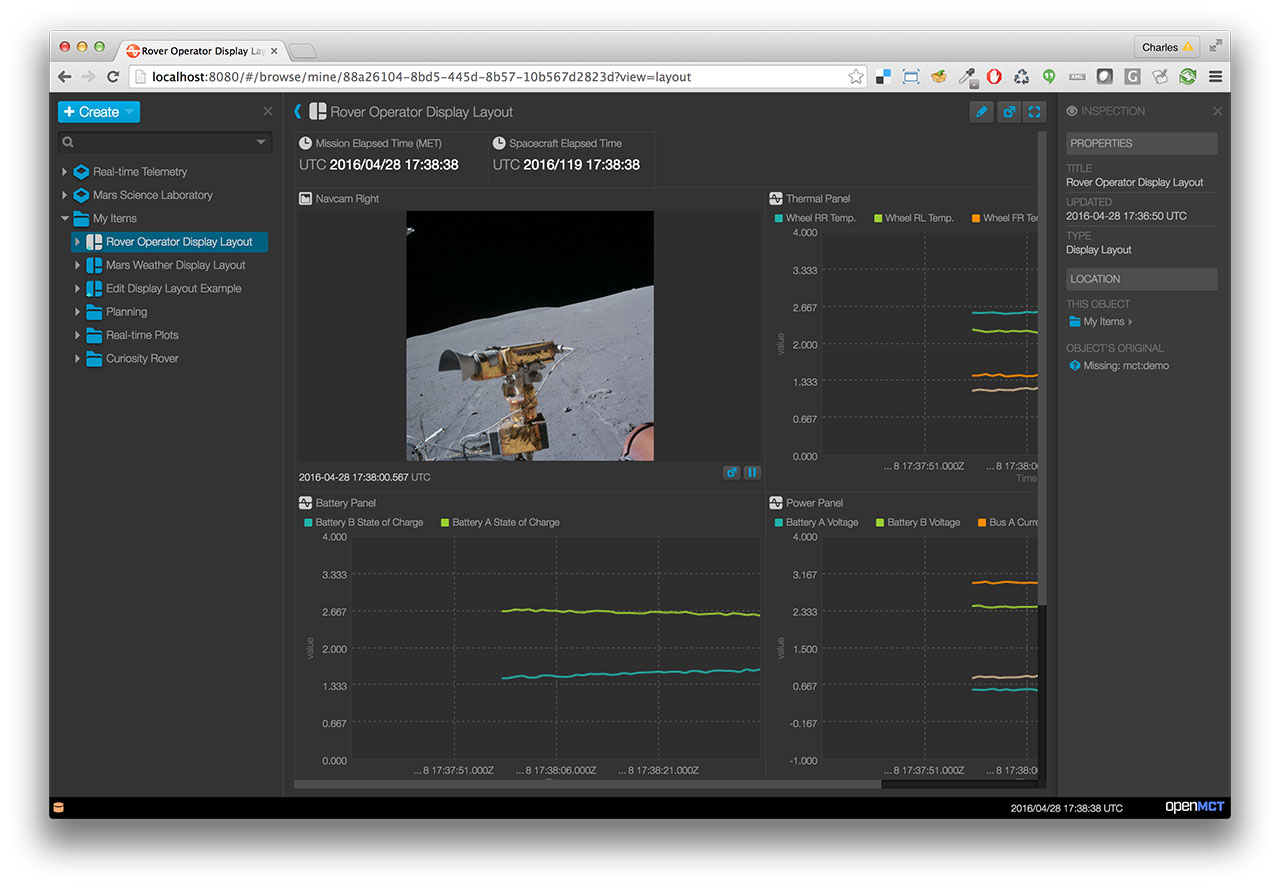 Rover Operator Display La
Charles
localhost:8080/#/browse/mine/88a26104-8bd5-445d-8b57-10b567d2823d?view=layout
+ Create
Real-time Telemetry
Mars Science Laboratory
My Items
Rover Operator Display Layout
Mars Weather Display Layout
Edit Display Layout Example
Planning
Real-time Plots
Curiosity Rover
Rover Operator Display Layout
Mission Elapsed Time (MET)
UTC 2016/04/28 17:38:38
Spacecraft Elapsed Time
UTC 2016/119 17:38:38
Navcam Right
2016-04-28 17:38:00.567 UTC
Thermal Panel
Wheel RR Temp. Wheel RL Temp. Wheel FR Ter
4.000
3.333
2.667
2.000
1.333
0.667
0.000
value
... 8 17:37:51.000Z ... 8 17:38:0
Time
Battery Panel
Battery B State of Charge Battery A State of Charge
4.000
3.333
2.667
2.000
1.333
0.667
0.000
value
... 8 17:37:51.000Z ... 8 17:38:06.000Z ... 8 17:38:21.000Z
Power Panel
Battery A Voltage Battery B Voltage Bus A Curre
4.000
3.167
2.333
1.500
0.667
-0.167
-1.000
value
... 8 17:37:51.000Z ... 8 17:38:0
INSPECTION
PROPERTIES
TITLE
Rover Operator Display Layout
UPDATED
2016-04-28 17:36:50 UTC
TYPE
Display Layout
LOCATION
THIS OBJECT
My Items
OBJECT'S ORIGINAL
Missing: mct:demo
2016/04/28 17:38:38 UTC
openMCT